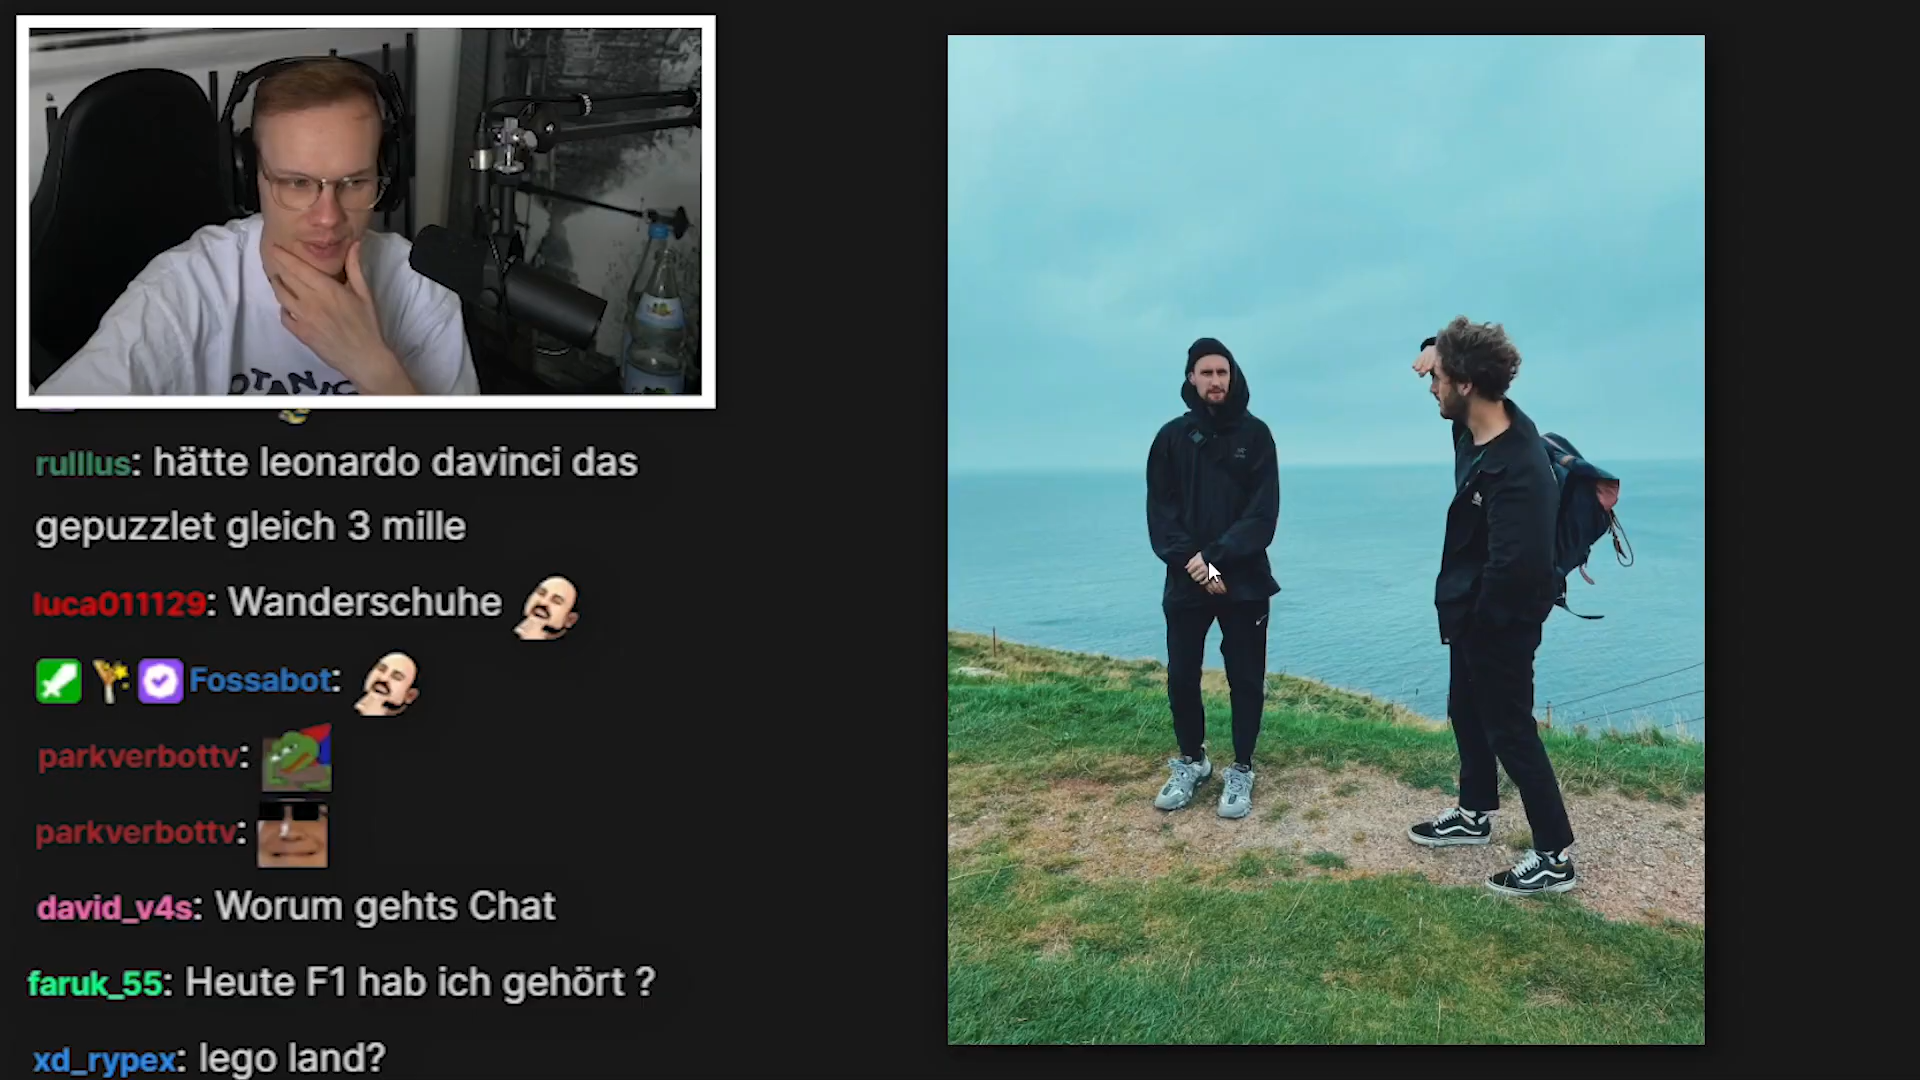 OTANIC
rulllus: hätte leonardo davinci das
gepuzzlet gleich 3 mille
luca011129: Wanderschuhe
Fossabot:
parkverbottv:
parkverbottv:
david_v4s: Worum gehts Chat
faruk_55: Heute F1 hab ich gehört ?
xd_rypex: lego land?